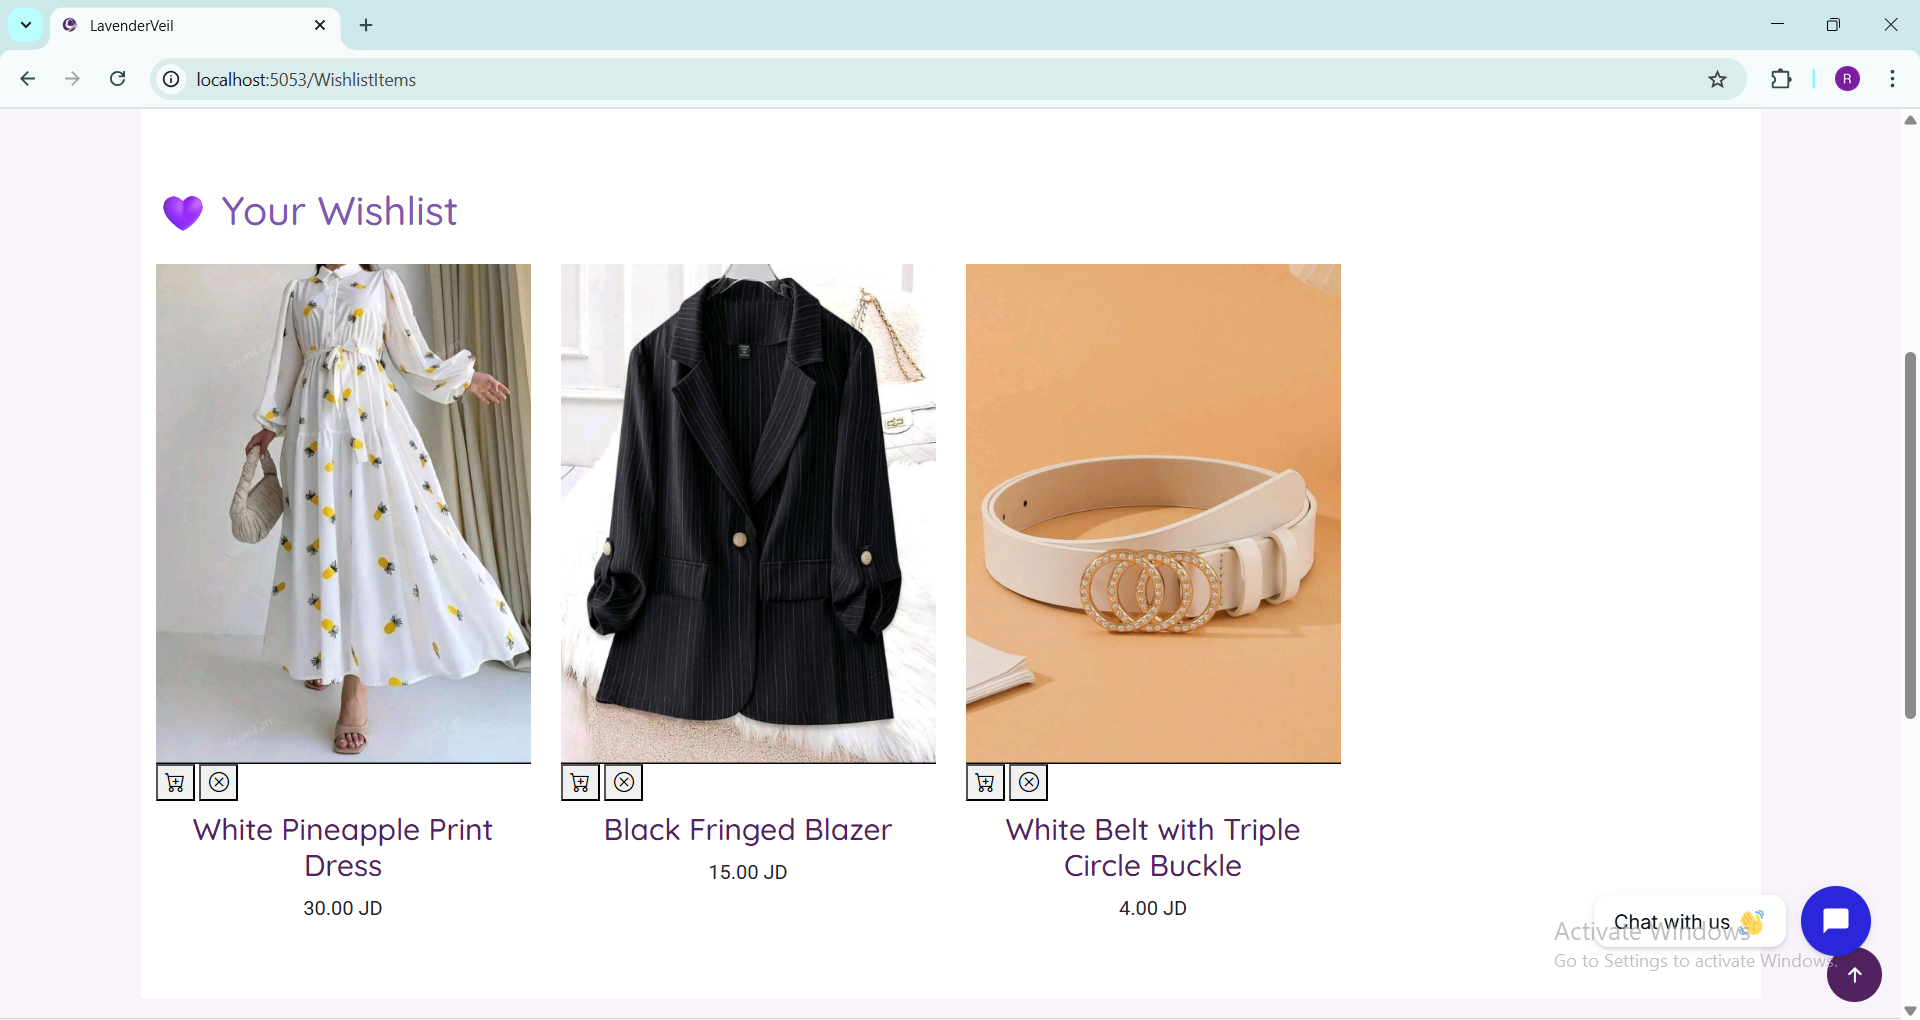 LavenderVeil
localhost:5053/WishlistItems
R
Your Wishlist
White Pineapple Print
Dress
30.00 JD
Black Fringed Blazer
15.00 JD
White Belt with Triple
Circle Buckle
4.00 JD
Chat with us 👋
Activate Windows
Go to Settings to activate Windows.